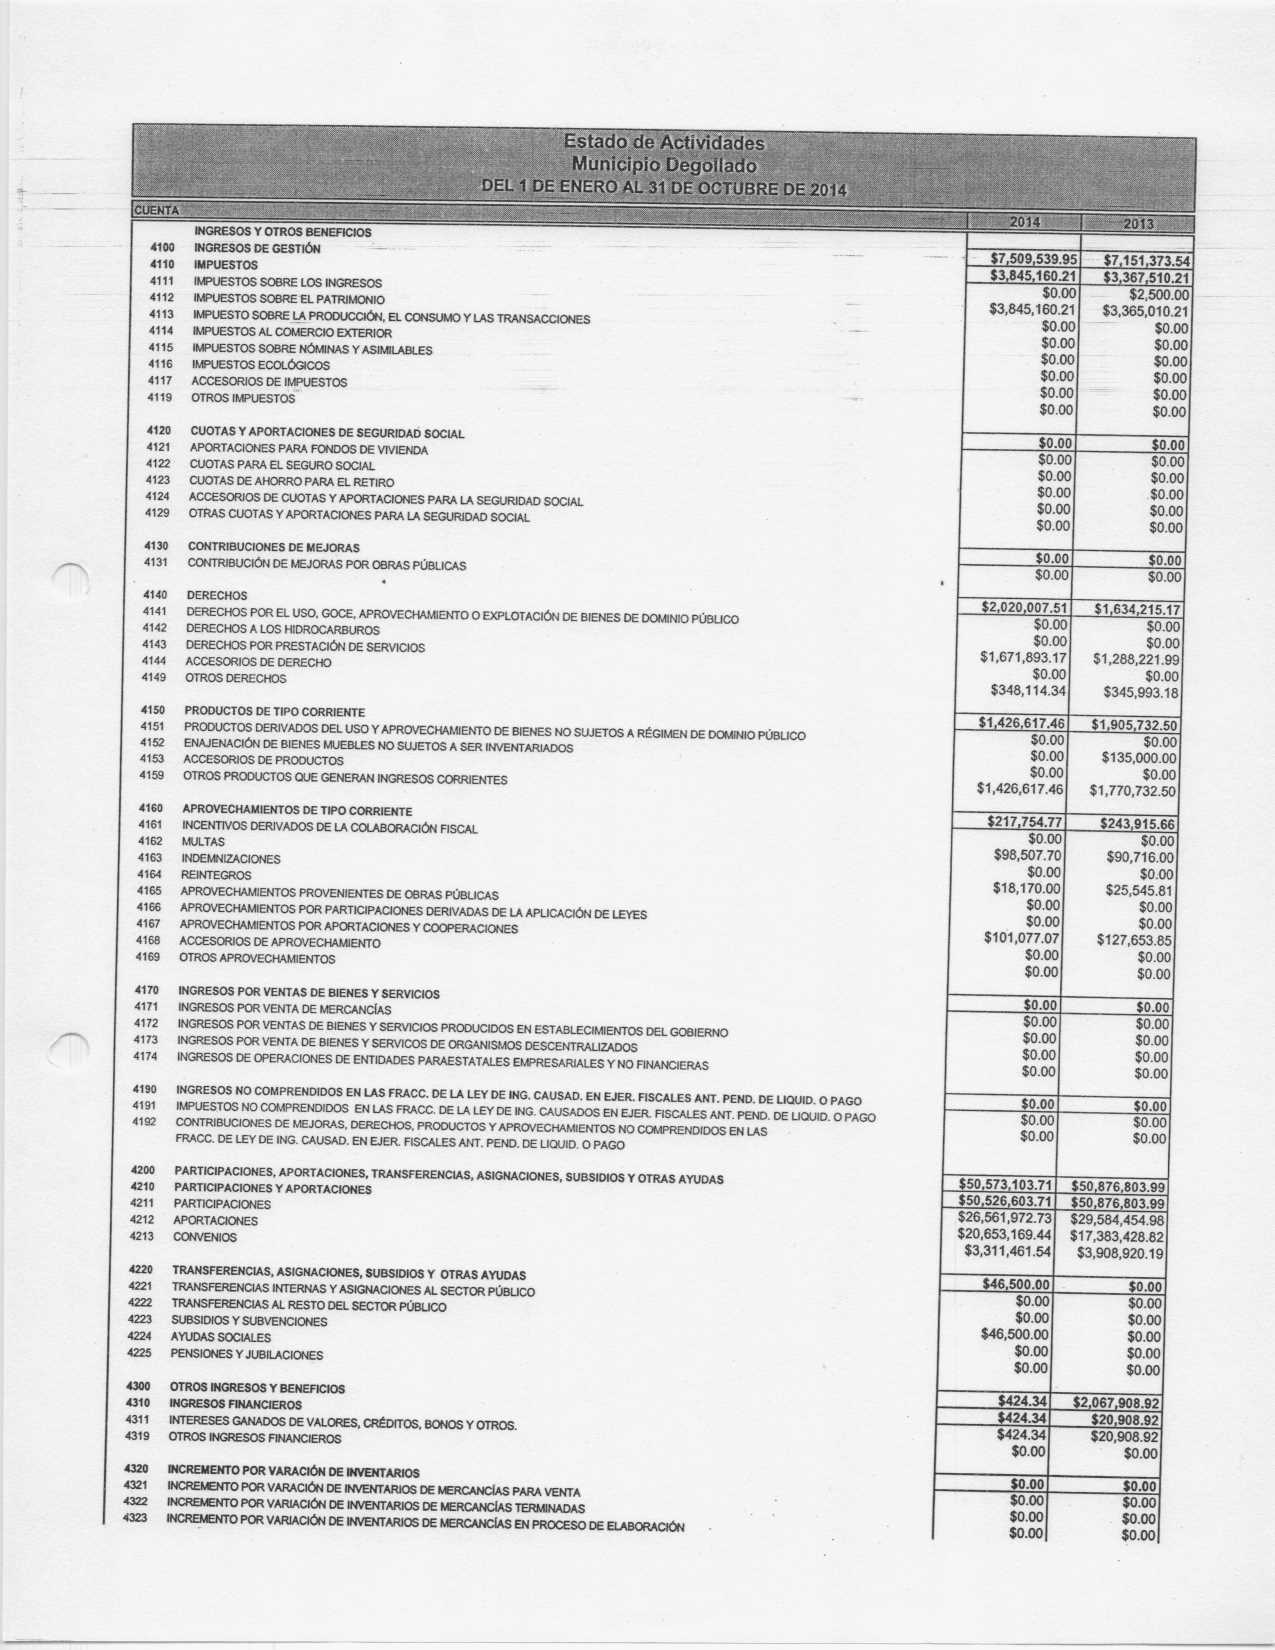 Estado de Actividades
Municipio Degollado
DEL 1 DE ENERO AL 31 DE OCTUBRE DE 2014
CUENTA 2014 2013
INGRESOS Y OTROS BENEFICIOS
4100 INGRESOS DE GESTIÓN $7,509,539.95 $7,151,373.54
4110 IMPUESTOS $3,845,160.21 $3,367,510.21
4111 IMPUESTOS SOBRE LOS INGRESOS $0.00 $2,500.00
4112 IMPUESTOS SOBRE EL PATRIMONIO $3,845,160.21 $3,365,010.21
4113 IMPUESTO SOBRE LA PRODUCCIÓN, EL CONSUMO Y LAS TRANSACCIONES $0.00 $0.00
4114 IMPUESTOS AL COMERCIO EXTERIOR $0.00 $0.00
4115 IMPUESTOS SOBRE NÓMINAS Y ASIMILABLES $0.00 $0.00
4116 IMPUESTOS ECOLÓGICOS $0.00 $0.00
4117 ACCESORIOS DE IMPUESTOS $0.00 $0.00
4119 OTROS IMPUESTOS $0.00 $0.00
4120 CUOTAS Y APORTACIONES DE SEGURIDAD SOCIAL $0.00 $0.00
4121 APORTACIONES PARA FONDOS DE VIVIENDA $0.00 $0.00
4122 CUOTAS PARA EL SEGURO SOCIAL $0.00 $0.00
4123 CUOTAS DE AHORRO PARA EL RETIRO $0.00 $0.00
4124 ACCESORIOS DE CUOTAS Y APORTACIONES PARA LA SEGURIDAD SOCIAL $0.00 $0.00
4129 OTRAS CUOTAS Y APORTACIONES PARA LA SEGURIDAD SOCIAL $0.00 $0.00
4130 CONTRIBUCIONES DE MEJORAS $0.00 $0.00
4131 CONTRIBUCIÓN DE MEJORAS POR OBRAS PÚBLICAS $0.00 $0.00
4140 DERECHOS $2,020,007.51 $1,634,215.17
4141 DERECHOS POR EL USO, GOCE, APROVECHAMIENTO O EXPLOTACIÓN DE BIENES DE DOMINIO PÚBLICO $0.00 $0.00
4142 DERECHOS A LOS HIDROCARBUROS $0.00 $0.00
4143 DERECHOS POR PRESTACIÓN DE SERVICIOS $1,671,893.17 $1,288,221.99
4144 ACCESORIOS DE DERECHO $0.00 $0.00
4149 OTROS DERECHOS $348,114.34 $345,993.18
4150 PRODUCTOS DE TIPO CORRIENTE $1,426,617.46 $1,905,732.50
4151 PRODUCTOS DERIVADOS DEL USO Y APROVECHAMIENTO DE BIENES NO SUJETOS A RÉGIMEN DE DOMINIO PÚBLICO $0.00 $0.00
4152 ENAJENACIÓN DE BIENES MUEBLES NO SUJETOS A SER INVENTARIADOS $0.00 $135,000.00
4153 ACCESORIOS DE PRODUCTOS $0.00 $0.00
4159 OTROS PRODUCTOS QUE GENERAN INGRESOS CORRIENTES $1,426,617.46 $1,770,732.50
4160 APROVECHAMIENTOS DE TIPO CORRIENTE $217,754.77 $243,915.66
4161 INCENTIVOS DERIVADOS DE LA COLABORACIÓN FISCAL $0.00 $0.00
4162 MULTAS $98,507.70 $90,716.00
4163 INDEMNIZACIONES $0.00 $0.00
4164 REINTEGROS $18,170.00 $25,545.81
4165 APROVECHAMIENTOS PROVENIENTES DE OBRAS PÚBLICAS $0.00 $0.00
4166 APROVECHAMIENTOS POR PARTICIPACIONES DERIVADAS DE LA APLICACIÓN DE LEYES $0.00 $0.00
4167 APROVECHAMIENTOS POR APORTACIONES Y COOPERACIONES $101,077.07 $127,653.85
4168 ACCESORIOS DE APROVECHAMIENTO $0.00 $0.00
4169 OTROS APROVECHAMIENTOS $0.00 $0.00
4170 INGRESOS POR VENTAS DE BIENES Y SERVICIOS $0.00 $0.00
4171 INGRESOS POR VENTA DE MERCANCÍAS $0.00 $0.00
4172 INGRESOS POR VENTAS DE BIENES Y SERVICIOS PRODUCIDOS EN ESTABLECIMIENTOS DEL GOBIERNO $0.00 $0.00
4173 INGRESOS POR VENTA DE BIENES Y SERVICOS DE ORGANISMOS DESCENTRALIZADOS $0.00 $0.00
4174 INGRESOS DE OPERACIONES DE ENTIDADES PARAESTATALES EMPRESARIALES Y NO FINANCIERAS $0.00 $0.00
4190 INGRESOS NO COMPRENDIDOS EN LAS FRACC. DE LA LEY DE ING. CAUSAD. EN EJER. FISCALES ANT. PEND. DE LIQUID. O PAGO $0.00 $0.00
4191 IMPUESTOS NO COMPRENDIDOS EN LAS FRACC. DE LA LEY DE ING. CAUSADOS EN EJER. FISCALES ANT. PEND. DE LIQUID. O PAGO $0.00 $0.00
4192 CONTRIBUCIONES DE MEJORAS, DERECHOS, PRODUCTOS Y APROVECHAMIENTOS NO COMPRENDIDOS EN LAS $0.00 $0.00
FRACC. DE LEY DE ING. CAUSAD. EN EJER. FISCALES ANT. PEND. DE LIQUID. O PAGO
4200 PARTICIPACIONES, APORTACIONES, TRANSFERENCIAS, ASIGNACIONES, SUBSIDIOS Y OTRAS AYUDAS $50,573,103.71 $50,876,803.99
4210 PARTICIPACIONES Y APORTACIONES $50,526,603.71 $50,876,803.99
4211 PARTICIPACIONES $26,561,972.73 $29,584,454.98
4212 APORTACIONES $20,653,169.44 $17,383,428.82
4213 CONVENIOS $3,311,461.54 $3,908,920.19
4220 TRANSFERENCIAS, ASIGNACIONES, SUBSIDIOS Y OTRAS AYUDAS $46,500.00 $0.00
4221 TRANSFERENCIAS INTERNAS Y ASIGNACIONES AL SECTOR PÚBLICO $0.00 $0.00
4222 TRANSFERENCIAS AL RESTO DEL SECTOR PÚBLICO $0.00 $0.00
4223 SUBSIDIOS Y SUBVENCIONES $46,500.00 $0.00
4224 AYUDAS SOCIALES $0.00 $0.00
4225 PENSIONES Y JUBILACIONES $0.00 $0.00
4300 OTROS INGRESOS Y BENEFICIOS $424.34 $2,067,908.92
4310 INGRESOS FINANCIEROS $424.34 $20,908.92
4311 INTERESES GANADOS DE VALORES, CRÉDITOS, BONOS Y OTROS. $424.34 $20,908.92
4319 OTROS INGRESOS FINANCIEROS $0.00 $0.00
4320 INCREMENTO POR VARACIÓN DE INVENTARIOS $0.00 $0.00
4321 INCREMENTO POR VARACIÓN DE INVENTARIOS DE MERCANCÍAS PARA VENTA $0.00 $0.00
4322 INCREMENTO POR VARIACIÓN DE INVENTARIOS DE MERCANCÍAS TERMINADAS $0.00 $0.00
4323 INCREMENTO POR VARIACIÓN DE INVENTARIOS DE MERCANCÍAS EN PROCESO DE ELABORACIÓN $0.00 $0.00